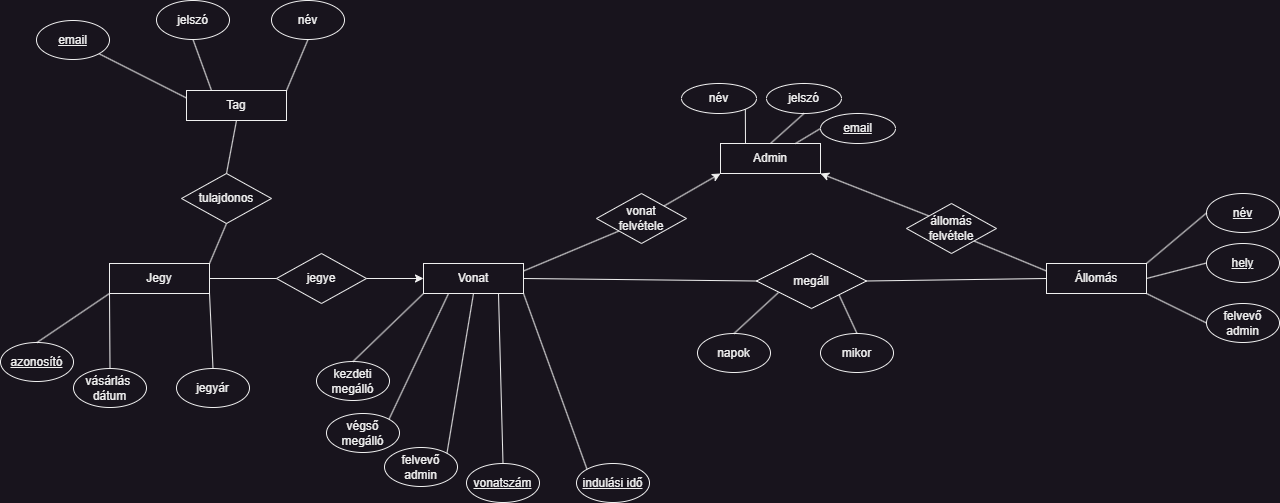 email
jelszó
név
Tag
tulajdonos
név
jelszó
email
Admin
vonat
felvétele
állomás
felvétele
név
hely
felvevő
admin
Jegy
jegye
Vonat
megáll
Állomás
napok
mikor
azonosító
vásárlás
dátum
jegyár
kezdeti
megálló
végső
megálló
felvevő
admin
vonatszám
indulási idő